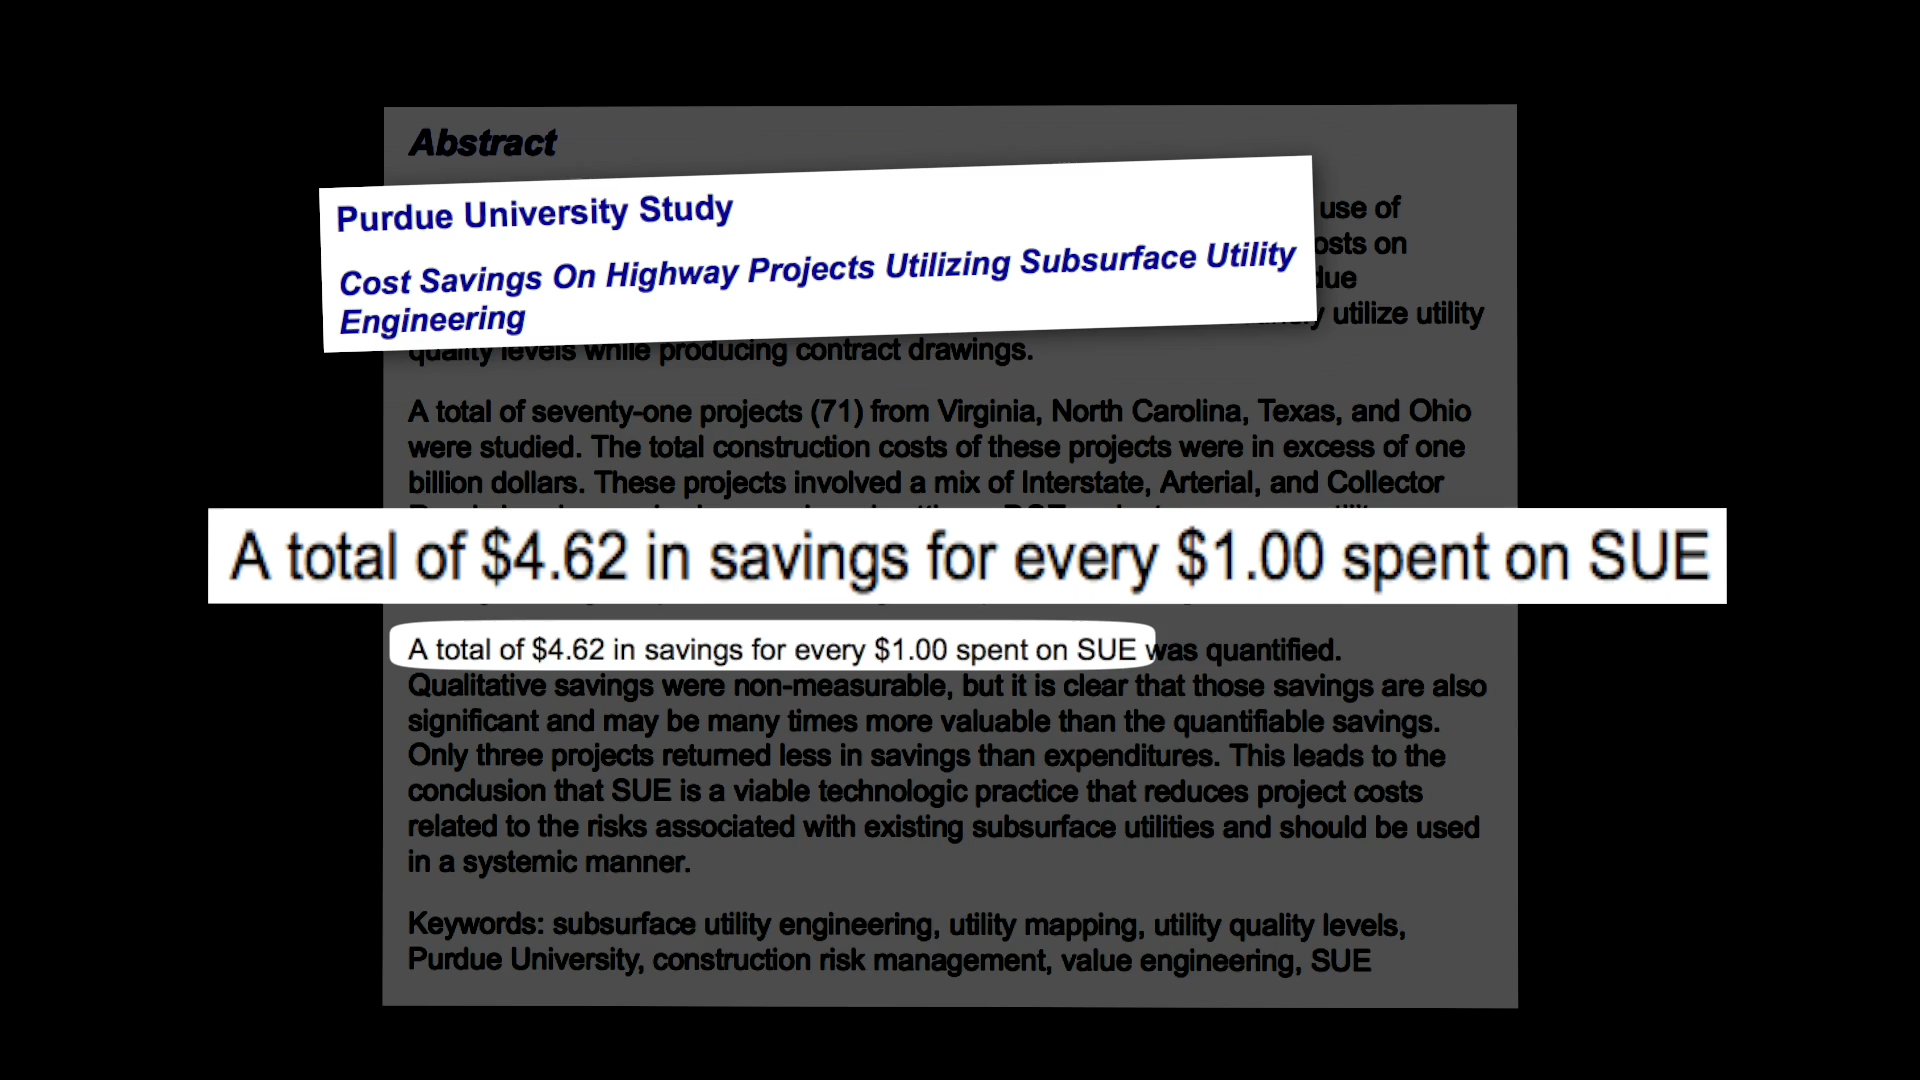 Abstract
Purdue University Study
use of
Cost Savings On Highway Projects Utilizing Subsurface Utility
Engineering
costs on
utilize utility
quality levels while producing contract drawings.
A total of seventy-one projects (71) from Virginia, North Carolina, Texas, and Ohio
were studied. The total construction costs of these projects were in excess of one
billion dollars. These projects involved a mix of Interstate, Arterial, and Collector
A total of $4.62 in savings for every $1.00 spent on SUE
A total of $4.62 in savings for every $1.00 spent on SUE was quantified.
Qualitative savings were non-measurable, but it is clear that those savings are also
significant and may be many times more valuable than the quantifiable savings.
Only three projects returned less in savings than expenditures. This leads to the
conclusion that SUE is a viable technologic practice that reduces project costs
related to the risks associated with existing subsurface utilities and should be used
in a systemic manner.
Keywords: subsurface utility engineering, utility mapping, utility quality levels,
Purdue University, construction risk management, value engineering, SUE